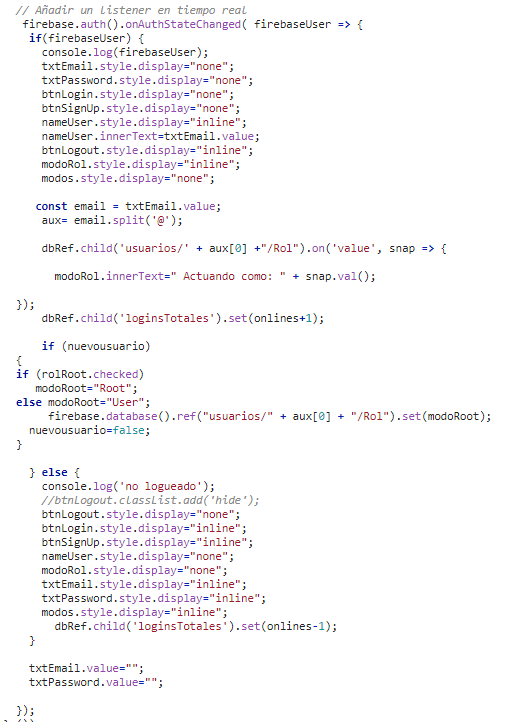 // Añadir un listener en tiempo real
firebase.auth().onAuthStateChanged( firebaseUser => {
if(firebaseUser) {
console.log(firebaseUser);
txtEmail.style.display="none";
txtPassword.style.display="none";
btnLogin.style.display="none";
btnSignUp.style.display="none";
nameUser.style.display="inline";
nameUser.innerText=txtEmail.value;
btnLogout.style.display="inline";
modoRol.style.display="inline";
modos.style.display="none";
const email = txtEmail.value;
aux= email.split('@');
dbRef.child('usuarios/' + aux[0] +"/Rol").on('value', snap => {
modoRol.innerText=" Actuando como: " + snap.val();
});
dbRef.child('loginsTotales').set(onlines+1);
if (nuevousuario)
{
if (rolRoot.checked)
modoRoot="Root";
else modoRoot="User";
firebase.database().ref("usuarios/" + aux[0] + "/Rol").set(modoRoot);
nuevousuario=false;
}
} else {
console.log('no logueado');
//btnLogout.classList.add('hide');
btnLogout.style.display="none";
btnLogin.style.display="inline";
btnSignUp.style.display="inline";
nameUser.style.display="none";
modoRol.style.display="none";
txtEmail.style.display="inline";
txtPassword.style.display="inline";
modos.style.display="inline";
dbRef.child('loginsTotales').set(onlines-1);
}
txtEmail.value="";
txtPassword.value="";
});